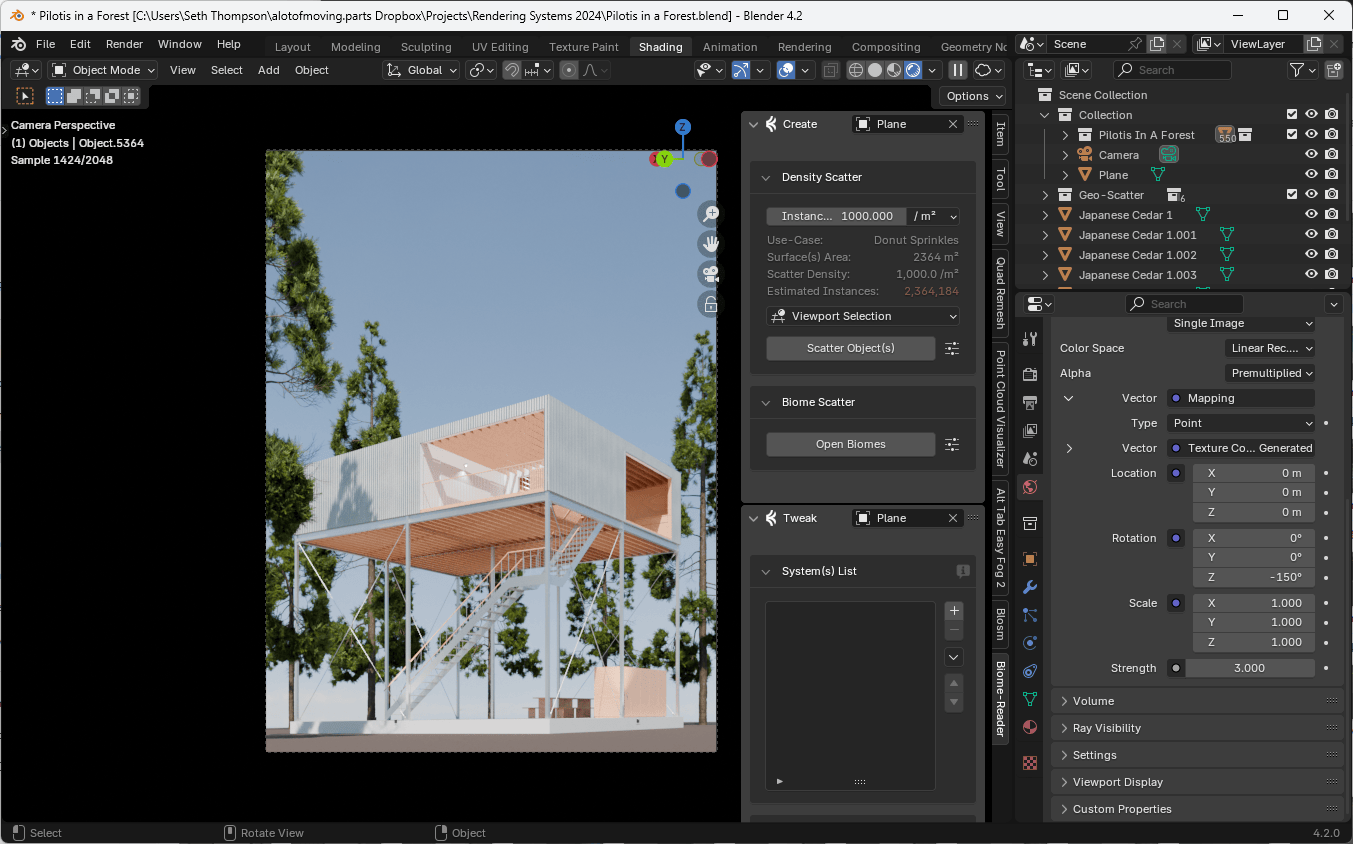 * Pilotis in a Forest [C:\Users\Seth Thompson\alotofmoving.parts Dropbox\Projects\Rendering Systems 2024\Pilotis in a Forest.blend] - Blender 4.2
File Edit Render Window Help Layout Modeling Sculpting UV Editing Texture Paint Shading Animation Rendering Compositing Geometry No Scene ViewLayer
Object Mode View Select Add Object Global Search
Options
Camera Perspective
(1) Objects | Object.5364
Sample 1424/2048
Z
X Y
Create Plane
Density Scatter
Instanc... 1000.000 / m²
Use-Case: Donut Sprinkles
Surface(s) Area: 2364 m²
Scatter Density: 1,000.0 /m²
Estimated Instances: 2,364,184
Viewport Selection
Scatter Object(s)
Biome Scatter
Open Biomes
Tweak Plane
System(s) List
Item
Tool
View
Quad Remesh
Point Cloud Visualizer
Alt Tab Easy Fog 2
Blosm
Biome-Reader
Scene Collection
Collection
Pilotis In A Forest 550
Camera
Plane
Geo-Scatter 6
Japanese Cedar 1
Japanese Cedar 1.001
Japanese Cedar 1.002
Japanese Cedar 1.003
Search
Single Image
Color Space Linear Rec....
Alpha Premultiplied
Vector Mapping
Type Point
Vector Texture Co... Generated
Location X 0 m
Y 0 m
Z 0 m
Rotation X 0°
Y 0°
Z -150°
Scale X 1.000
Y 1.000
Z 1.000
Strength 3.000
Volume
Ray Visibility
Settings
Viewport Display
Custom Properties
Select Rotate View Object 4.2.0